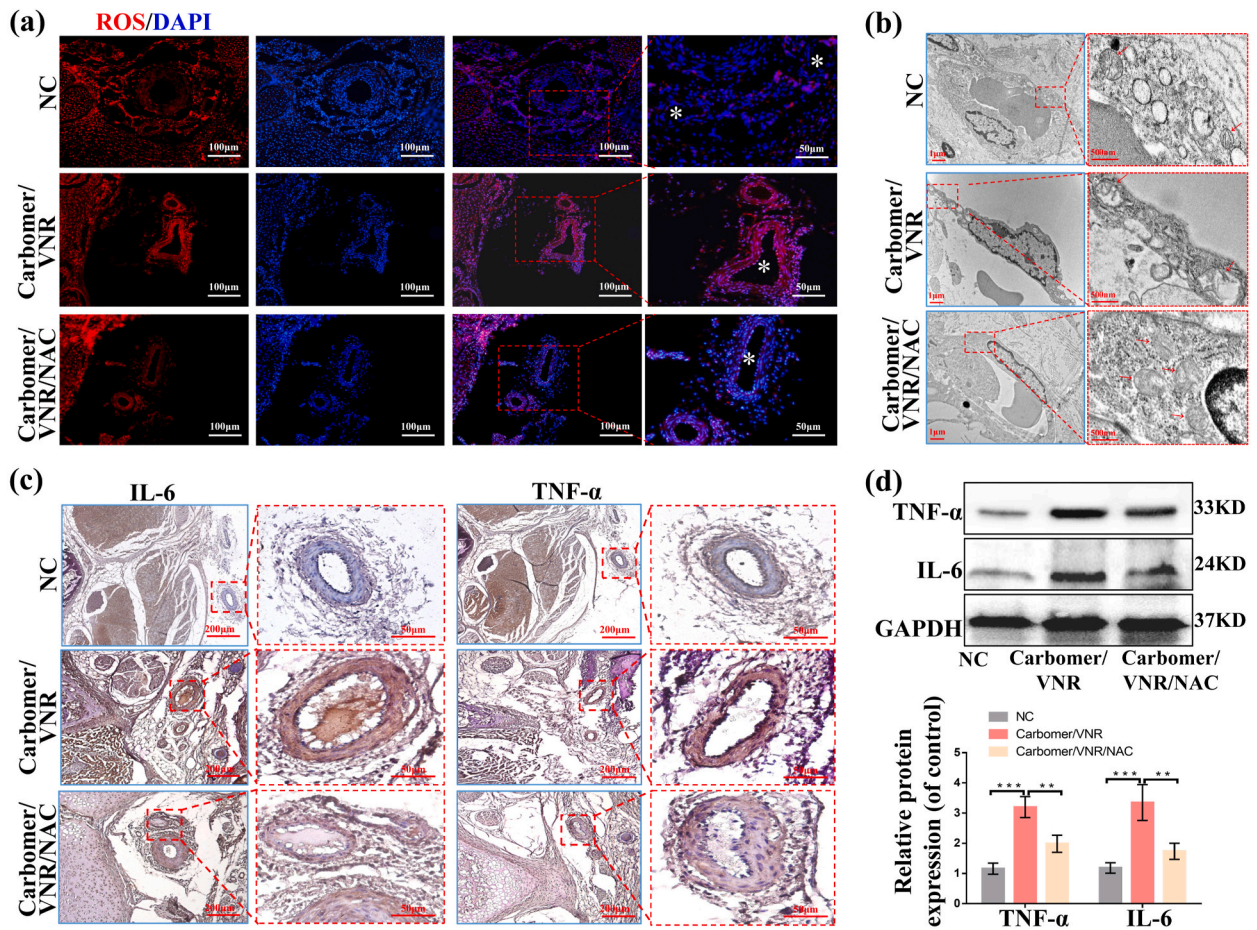 (a)
ROS/DAPI
NC
100μm
100μm
100μm
50μm
Carbomer/
VNR
100μm
100μm
100μm
50μm
Carbomer/
VNR/NAC
100μm
100μm
100μm
50μm
(b)
NC
1μm
500nm
Carbomer/
VNR
1μm
500nm
Carbomer/
VNR/NAC
1μm
500nm
(c)
IL-6
TNF-α
NC
200μm
50μm
200μm
50μm
Carbomer/
VNR
200μm
50μm
200μm
50μm
Carbomer/
VNR/NAC
200μm
50μm
200μm
50μm
(d)
TNF-α
33KD
IL-6
24KD
GAPDH
37KD
NC
Carbomer/
VNR
Carbomer/
VNR/NAC
NC
Carbomer/VNR
Carbomer/VNR/NAC
Relative protein
expression (of control)
5
4
3
2
1
0
***
**
***
**
TNF-α
IL-6